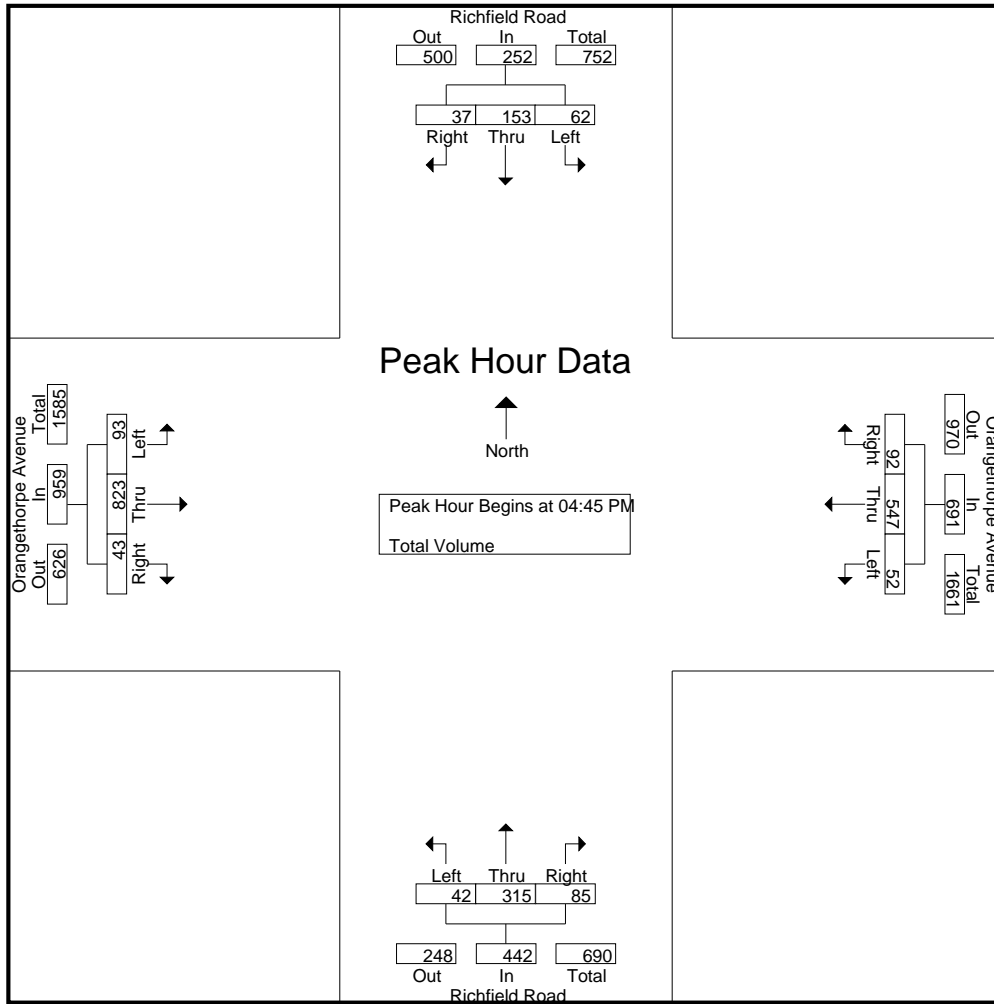 Richfield Road
Out In Total
500 252 752
37 153 62
Right Thru Left
Peak Hour Data
North
Peak Hour Begins at 04:45 PM
Total Volume
Orangethorpe Avenue
Out In Total
626 959 1585
43 823 93
Right Thru Left
Orangethorpe Avenue
Out In Total
970 691 1661
92 547 52
Right Thru Left
Left Thru Right
42 315 85
248 442 690
Out In Total
Richfield Road